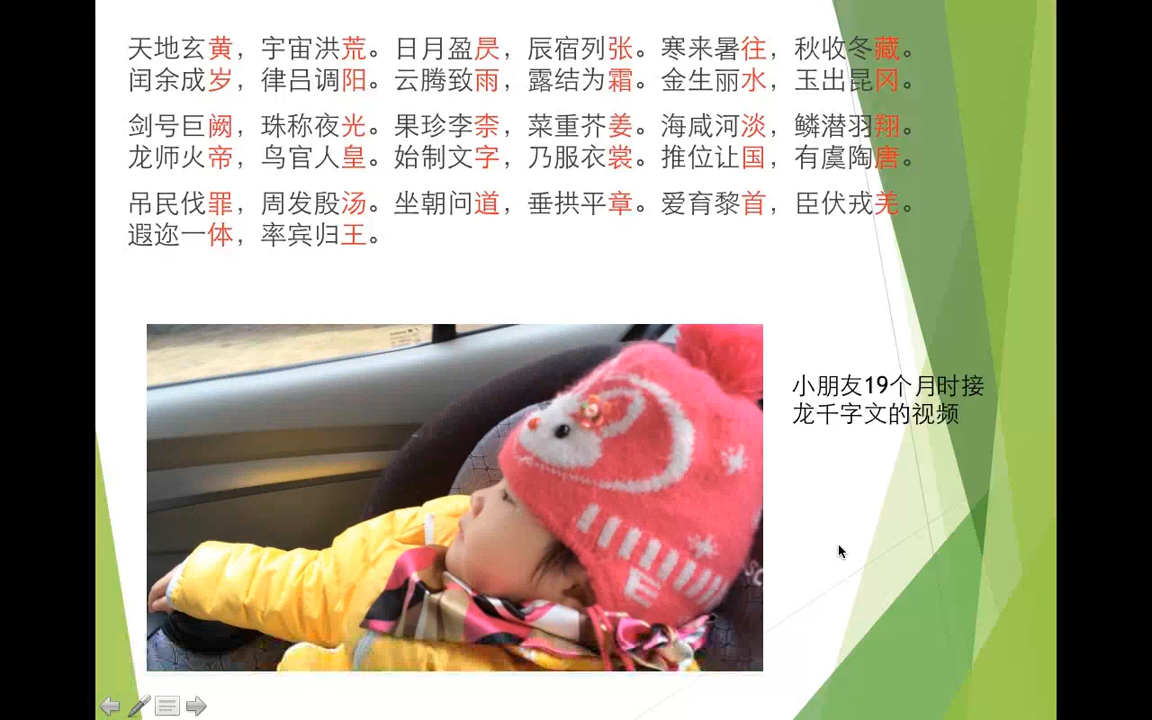 天地玄黄，宇宙洪荒。日月盈昃，辰宿列张。寒来暑往，秋收冬藏。
闰余成岁，律吕调阳。云腾致雨，露结为霜。金生丽水，玉出昆冈。
剑号巨阙，珠称夜光。果珍李柰，菜重芥姜。海咸河淡，鳞潜羽翔。
龙师火帝，鸟官人皇。始制文字，乃服衣裳。推位让国，有虞陶唐。
吊民伐罪，周发殷汤。坐朝问道，垂拱平章。爱育黎首，臣伏戎羌。
遐迩一体，率宾归王。
小朋友19个月时接
龙千字文的视频
E